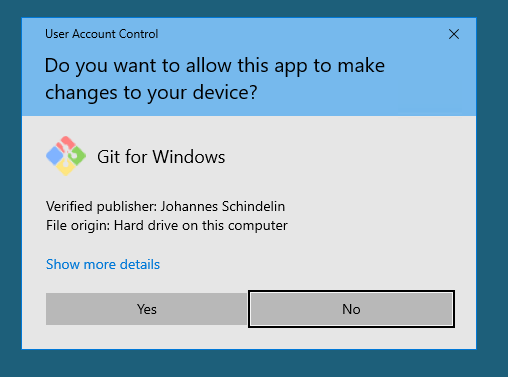 User Account Control
Do you want to allow this app to make
changes to your device?
Git for Windows
Verified publisher: Johannes Schindelin
File origin: Hard drive on this computer
Show more details
Yes
No